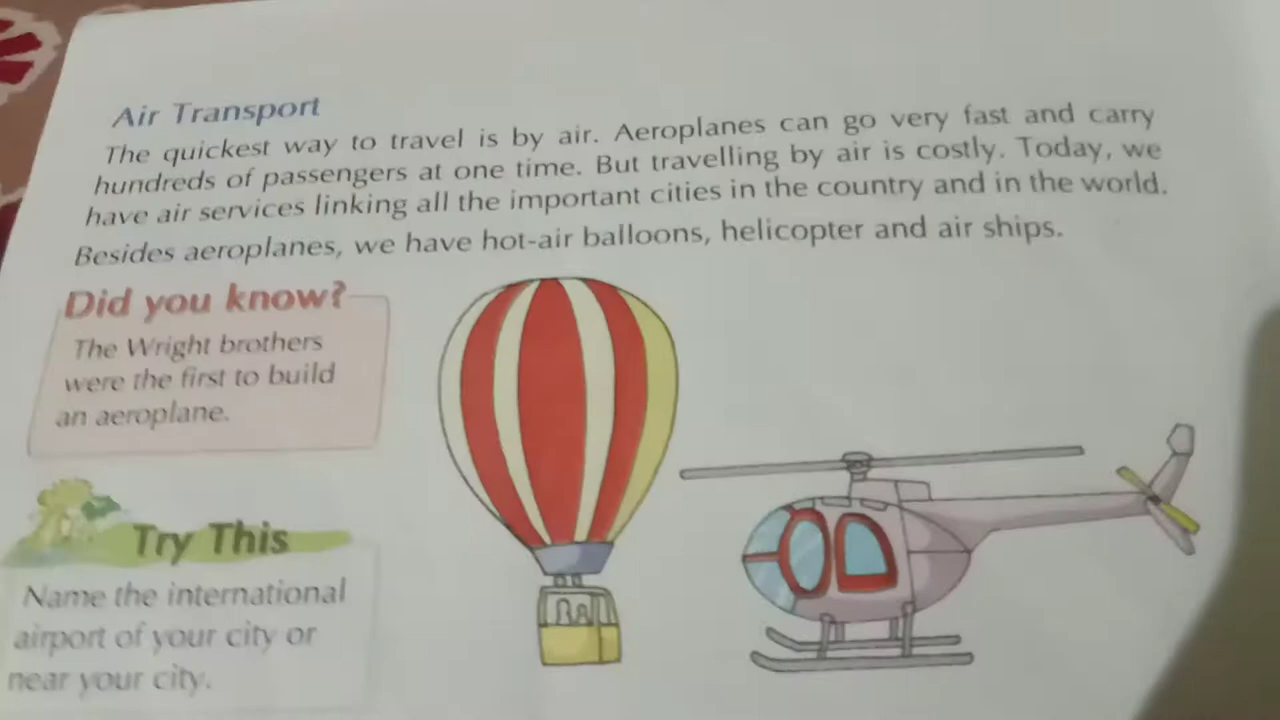 Air Transport
The quickest way to travel is by air. Aeroplanes can go very fast and carry
hundreds of passengers at one time. But travelling by air is costly. Today, we
have air services linking all the important cities in the country and in the world.
Besides aeroplanes, we have hot-air balloons, helicopter and air ships.
Did you know?
The Wright brothers
were the first to build
an aeroplane.
Try This
Name the international
airport of your city or
near your city.